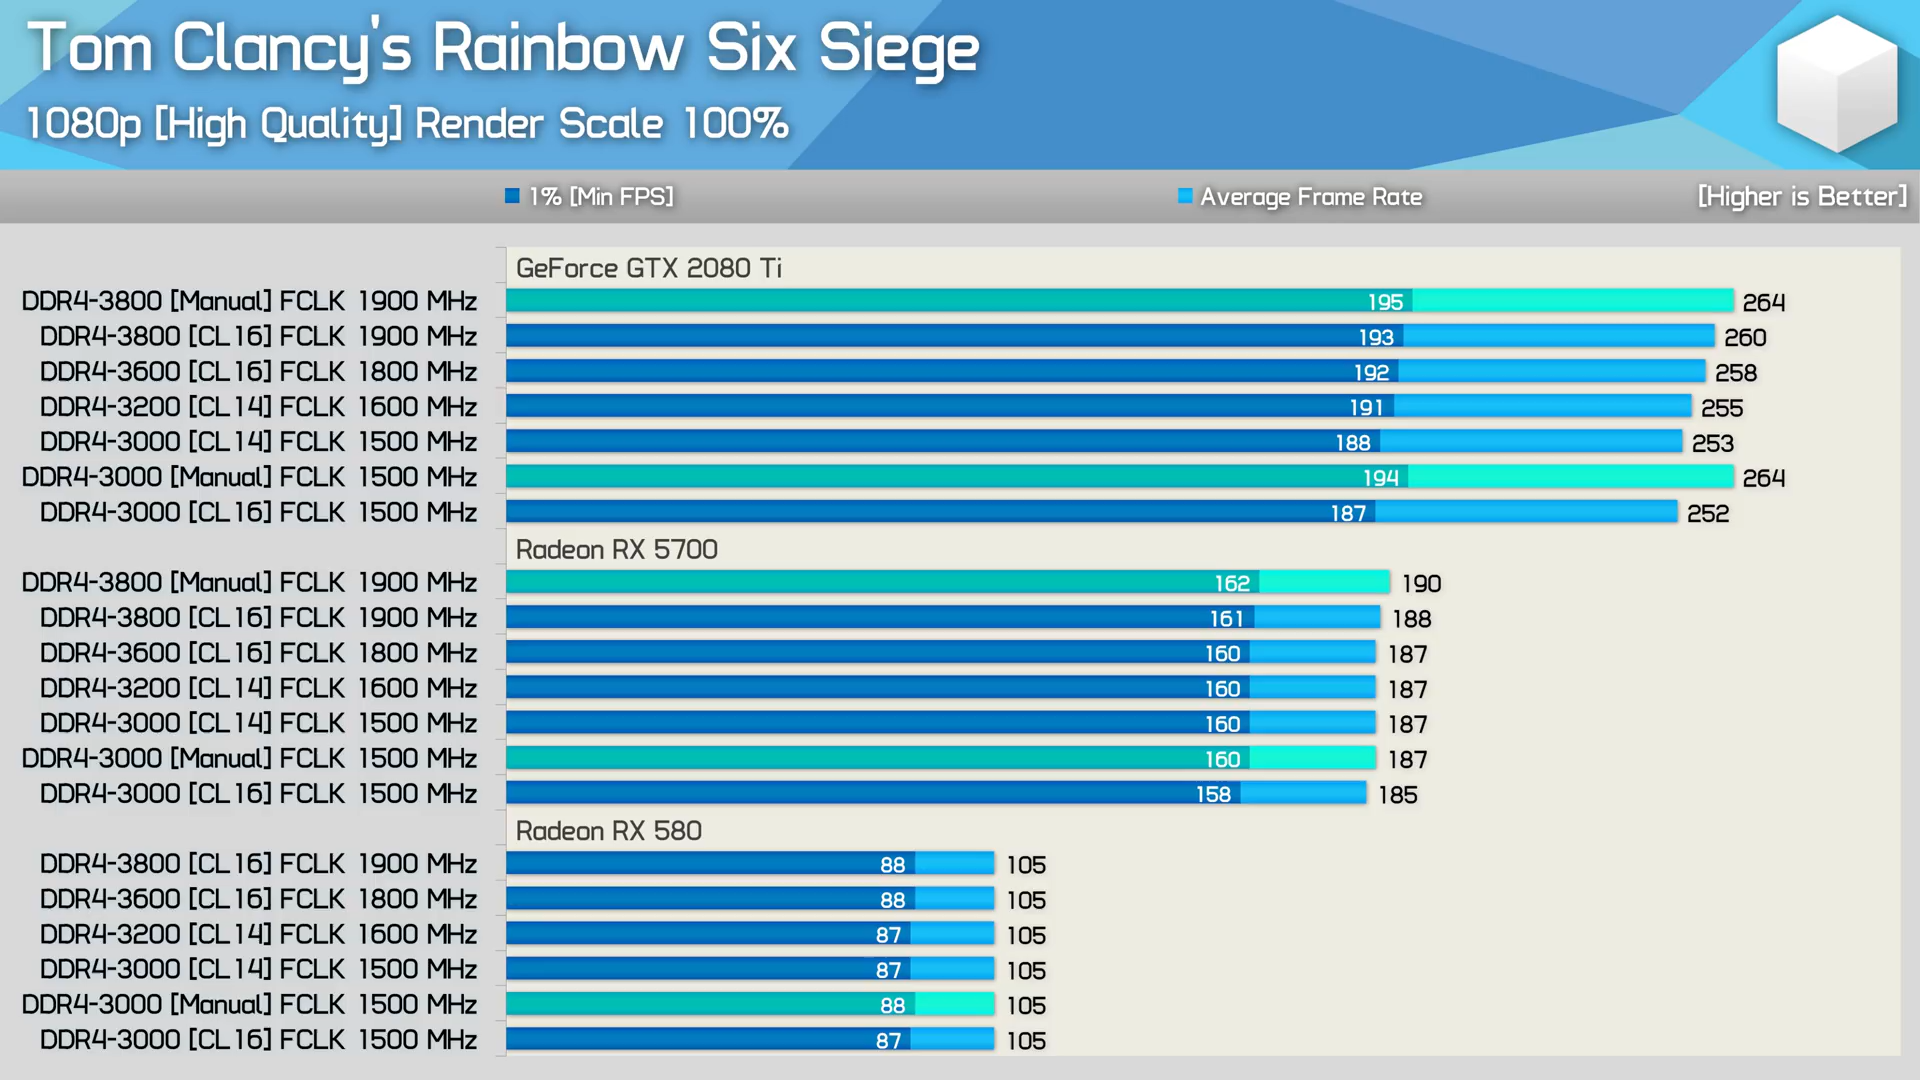 Tom Clancy's Rainbow Six Siege
1080p [High Quality] Render Scale 100%
1% [Min FPS] Average Frame Rate [Higher is Better]
GeForce GTX 2080 Ti
DDR4-3800 [Manual] FCLK 1900 MHz 195 264
DDR4-3800 [CL16] FCLK 1900 MHz 193 260
DDR4-3600 [CL16] FCLK 1800 MHz 192 258
DDR4-3200 [CL14] FCLK 1600 MHz 191 255
DDR4-3000 [CL14] FCLK 1500 MHz 188 253
DDR4-3000 [Manual] FCLK 1500 MHz 194 264
DDR4-3000 [CL16] FCLK 1500 MHz 187 252
Radeon RX 5700
DDR4-3800 [Manual] FCLK 1900 MHz 162 190
DDR4-3800 [CL16] FCLK 1900 MHz 161 188
DDR4-3600 [CL16] FCLK 1800 MHz 160 187
DDR4-3200 [CL14] FCLK 1600 MHz 160 187
DDR4-3000 [CL14] FCLK 1500 MHz 160 187
DDR4-3000 [Manual] FCLK 1500 MHz 160 187
DDR4-3000 [CL16] FCLK 1500 MHz 158 185
Radeon RX 580
DDR4-3800 [CL16] FCLK 1900 MHz 88 105
DDR4-3600 [CL16] FCLK 1800 MHz 88 105
DDR4-3200 [CL14] FCLK 1600 MHz 87 105
DDR4-3000 [CL14] FCLK 1500 MHz 87 105
DDR4-3000 [Manual] FCLK 1500 MHz 88 105
DDR4-3000 [CL16] FCLK 1500 MHz 87 105